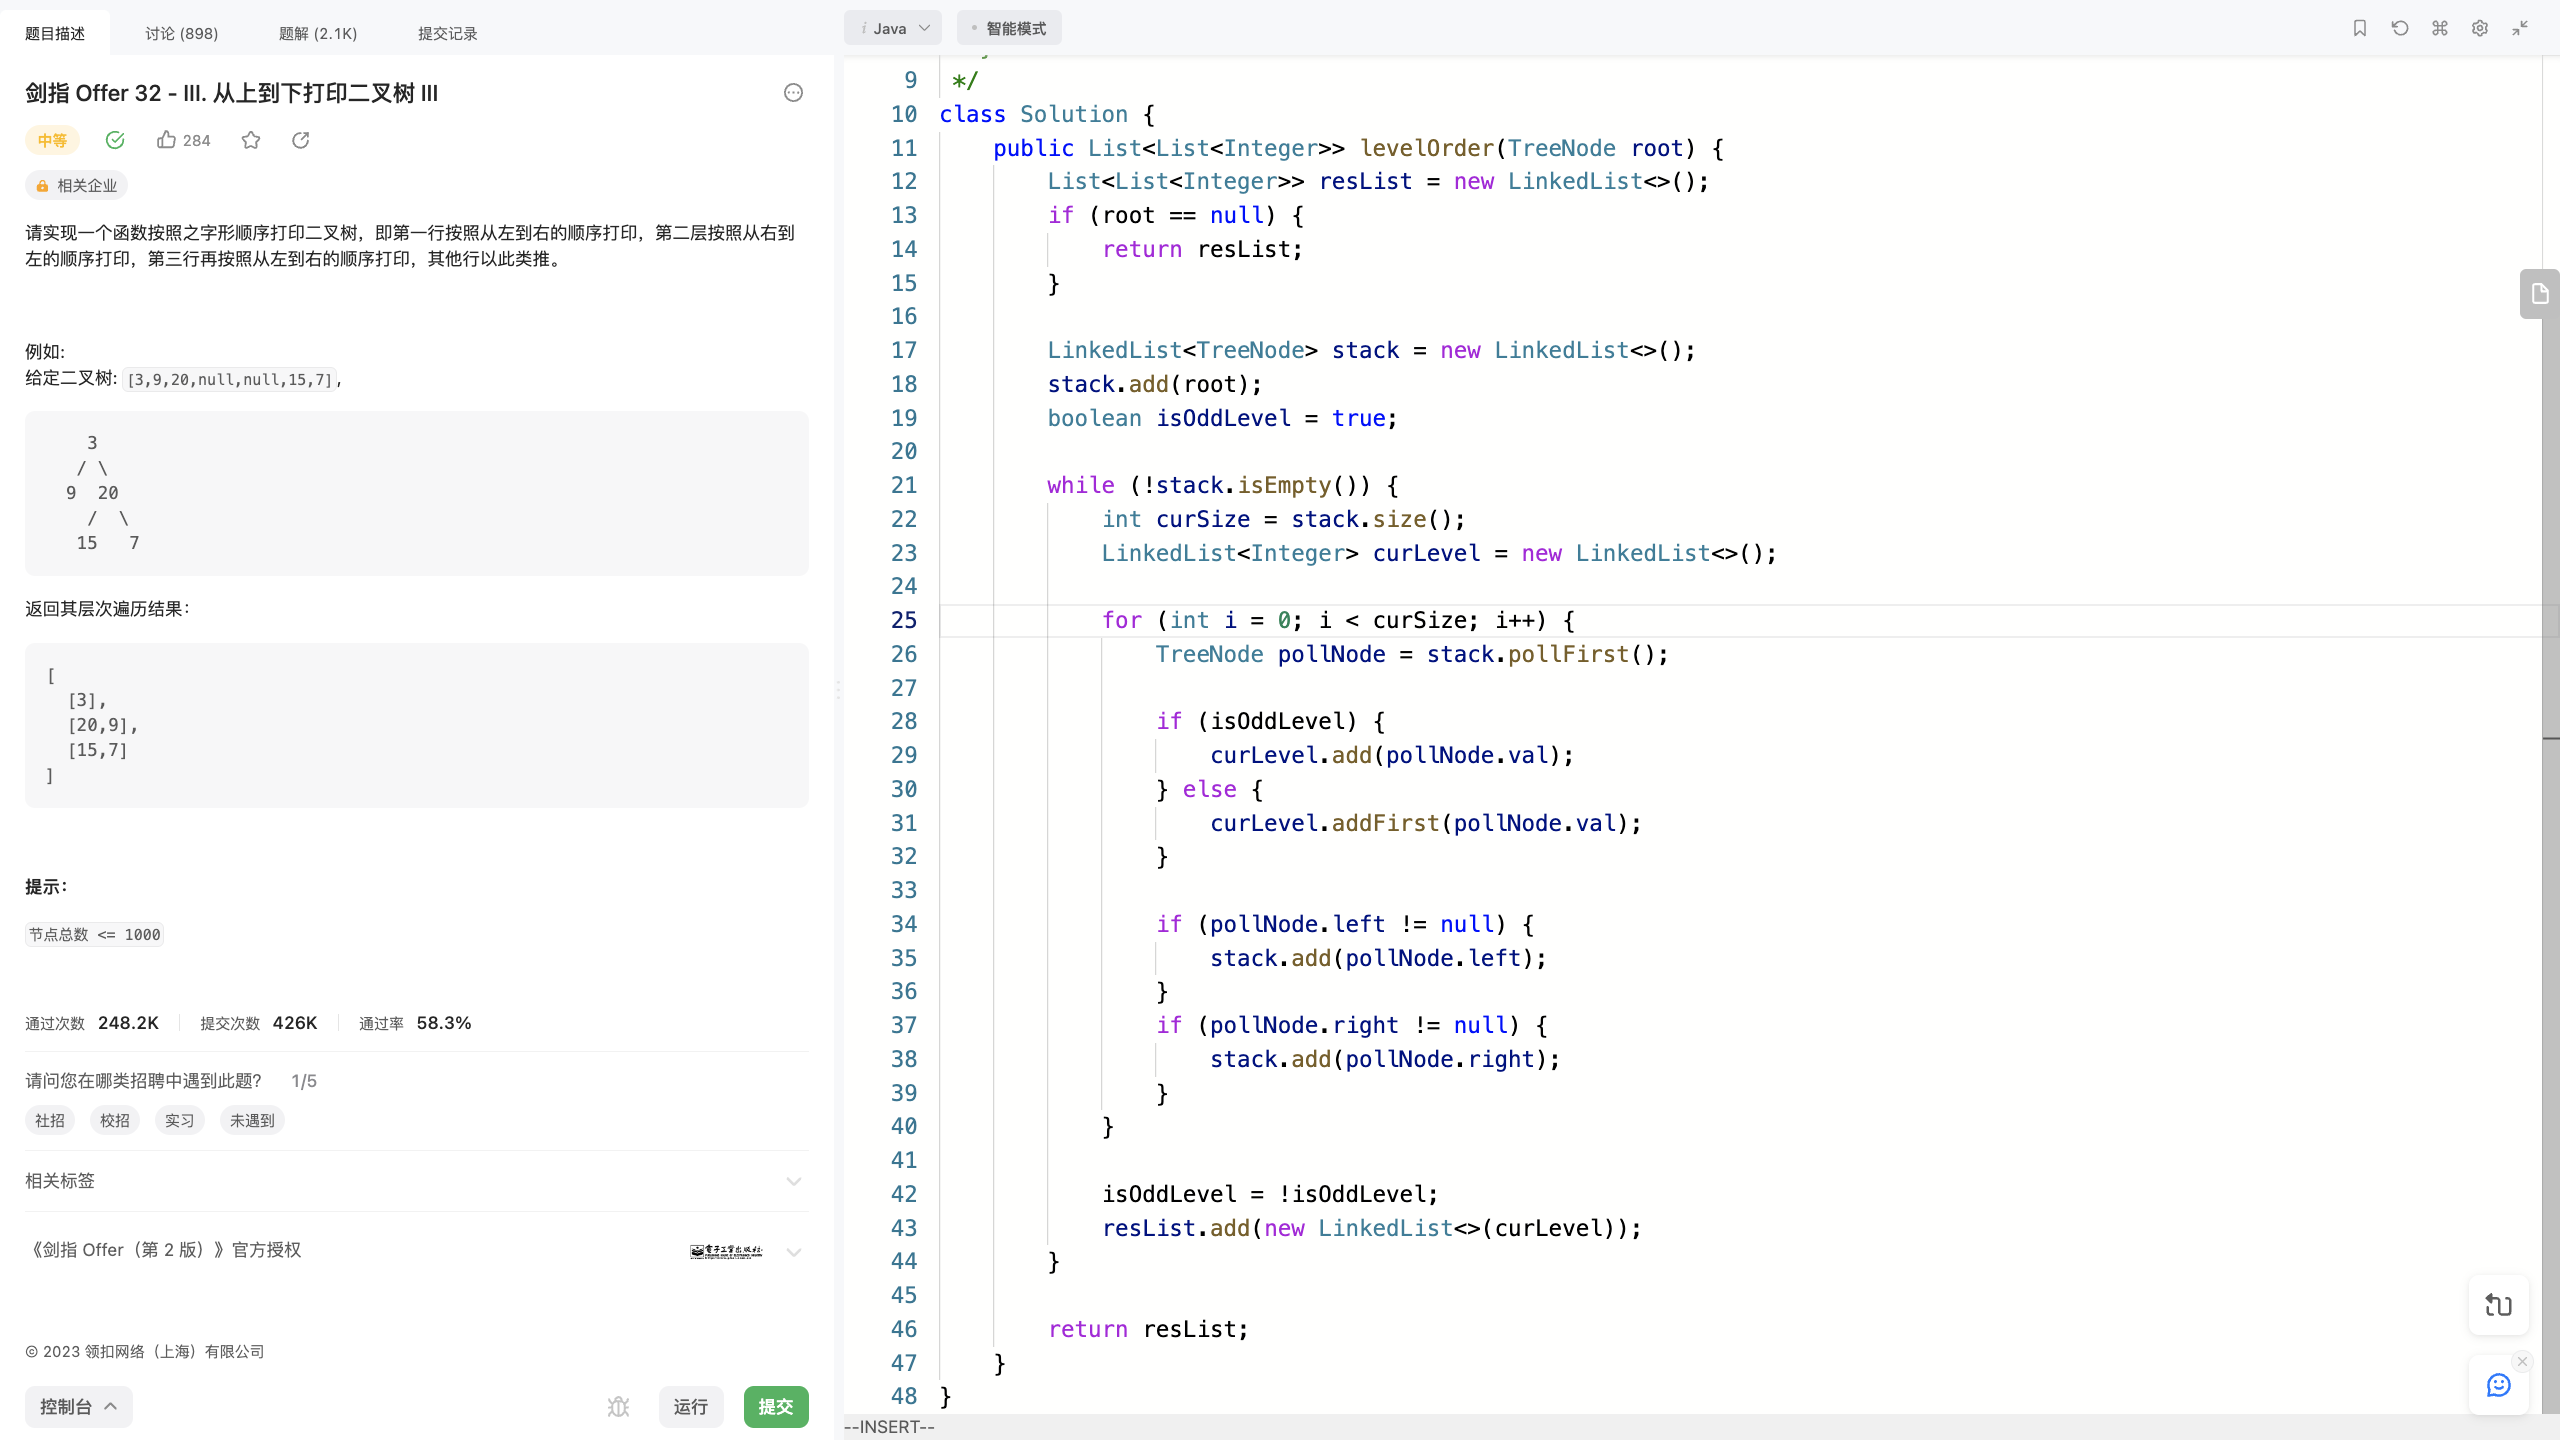 题目描述
讨论 (898)
题解 (2.1K)
提交记录
剑指 Offer 32 - III. 从上到下打印二叉树 III
中等
284
相关企业
请实现一个函数按照之字形顺序打印二叉树，即第一行按照从左到右的顺序打印，第二层按照从右到
左的顺序打印，第三行再按照从左到右的顺序打印，其他行以此类推。
例如:
给定二叉树: [3,9,20,null,null,15,7],
    3
   / \
  9  20
    /  \
   15   7
返回其层次遍历结果：
[
  [3],
  [20,9],
  [15,7]
]
提示：
节点总数 <= 1000
通过次数 248.2K 提交次数 426K 通过率 58.3%
请问您在哪类招聘中遇到此题? 1/5
社招 校招 实习 未遇到
相关标签
《剑指 Offer（第 2 版）》官方授权
© 2023 领扣网络（上海）有限公司
控制台
运行
提交
i Java
智能模式
9 */
10 class Solution {
11     public List<List<Integer>> levelOrder(TreeNode root) {
12         List<List<Integer>> resList = new LinkedList<>();
13         if (root == null) {
14             return resList;
15         }
16
17         LinkedList<TreeNode> stack = new LinkedList<>();
18         stack.add(root);
19         boolean isOddLevel = true;
20
21         while (!stack.isEmpty()) {
22             int curSize = stack.size();
23             LinkedList<Integer> curLevel = new LinkedList<>();
24
25             for (int i = 0; i < curSize; i++) {
26                 TreeNode pollNode = stack.pollFirst();
27
28                 if (isOddLevel) {
29                     curLevel.add(pollNode.val);
30                 } else {
31                     curLevel.addFirst(pollNode.val);
32                 }
33
34                 if (pollNode.left != null) {
35                     stack.add(pollNode.left);
36                 }
37                 if (pollNode.right != null) {
38                     stack.add(pollNode.right);
39                 }
40             }
41
42             isOddLevel = !isOddLevel;
43             resList.add(new LinkedList<>(curLevel));
44         }
45
46         return resList;
47     }
48 }
--INSERT--